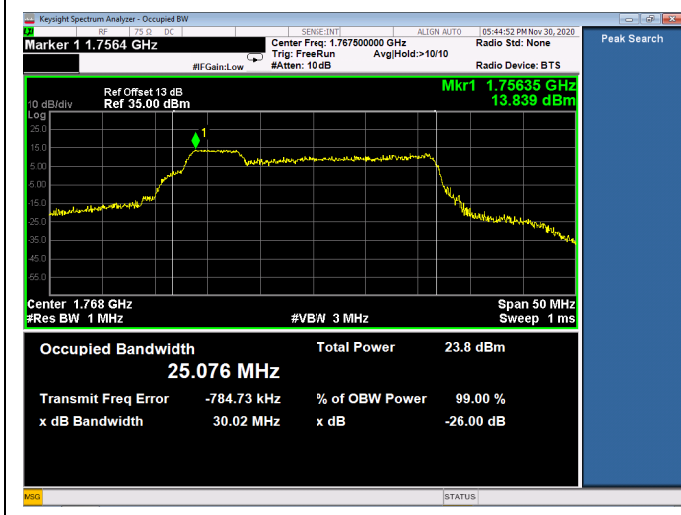 Keysight Spectrum Analyzer - Occupied BW
RF 75 Ω DC SENSE:INT ALIGN AUTO 05:44:52 PM Nov 30, 2020
Marker 1 1.7564 GHz
Center Freq: 1.767500000 GHz
Radio Std: None
Trig: FreeRun Avg|Hold:>10/10
#IFGain:Low #Atten: 10dB Radio Device: BTS
Peak Search
Ref Offset 13 dB
Mkr1 1.75635 GHz
10 dB/div Ref 35.00 dBm
13.839 dBm
Log
25.0
1
15.0
5.00
-5.00
-15.0
-25.0
-35.0
-45.0
-55.0
Center 1.768 GHz Span 50 MHz
#Res BW 1 MHz #VBW 3 MHz Sweep 1 ms
Occupied Bandwidth Total Power 23.8 dBm
25.076 MHz
Transmit Freq Error -784.73 kHz % of OBW Power 99.00 %
x dB Bandwidth 30.02 MHz x dB -26.00 dB
MSG STATUS